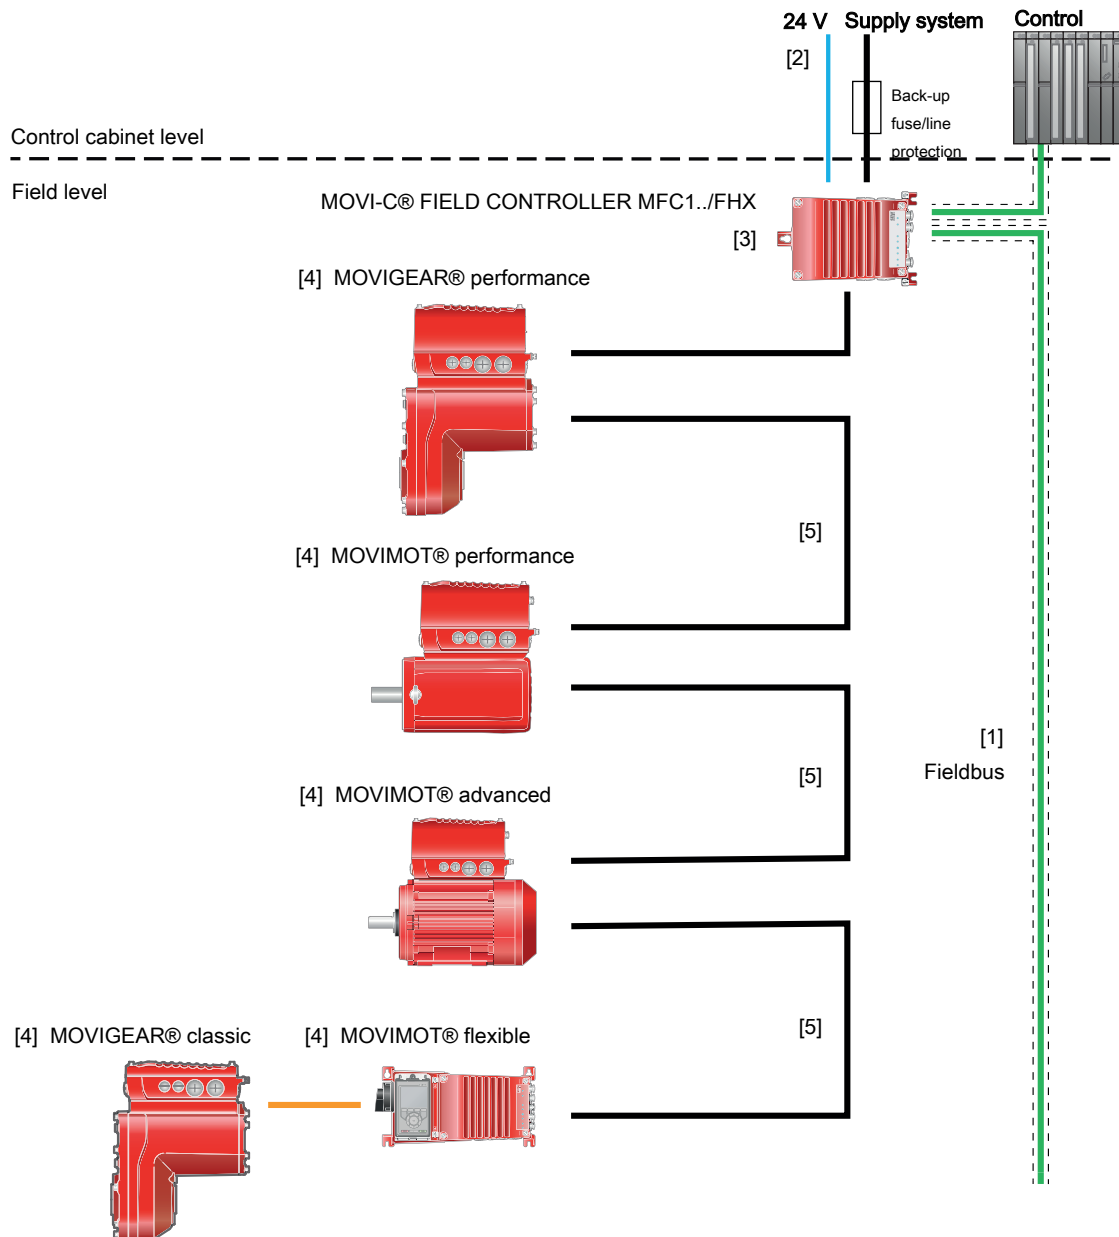 24 V
Supply system
Control
[2]
Back-up
fuse/line
protection
Control cabinet level
Field level
MOVI-C® FIELD CONTROLLER MFC1../FHX
[3]
[4] MOVIGEAR® performance
[5]
[4] MOVIMOT® performance
[1]
Fieldbus
[5]
[4] MOVIMOT® advanced
[5]
[4] MOVIGEAR® classic
[4] MOVIMOT® flexible